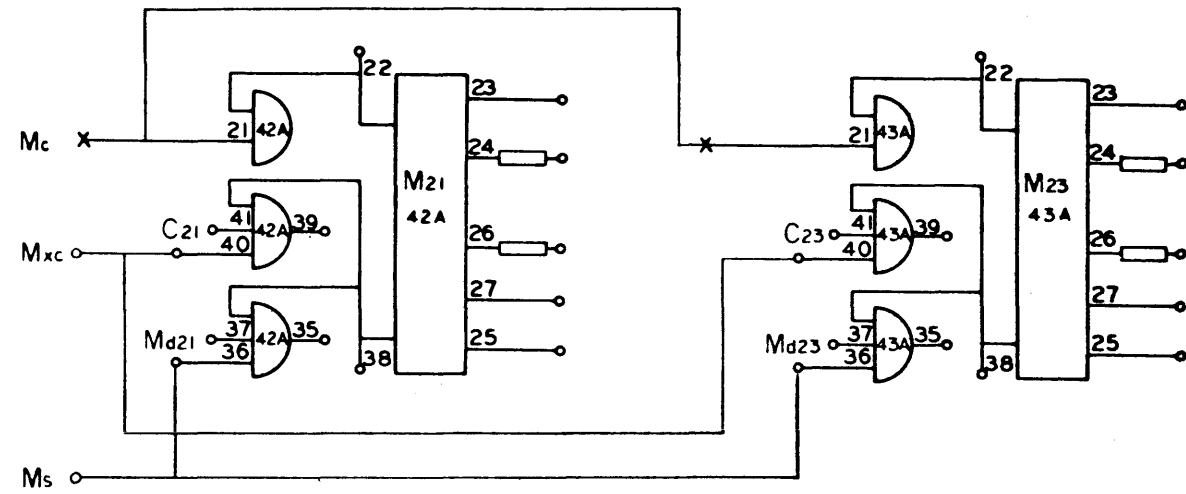 22 22
23 23
Mc 21 42A 21 43A
24 24
M21 M23
42A 43A
C21 41 42A 39 C23 41 43A 39
26 26
Mxc 40 40
27 27
Md21 37 42A 35 Md23 37 43A 35
36 38 25 36 38 25
Ms